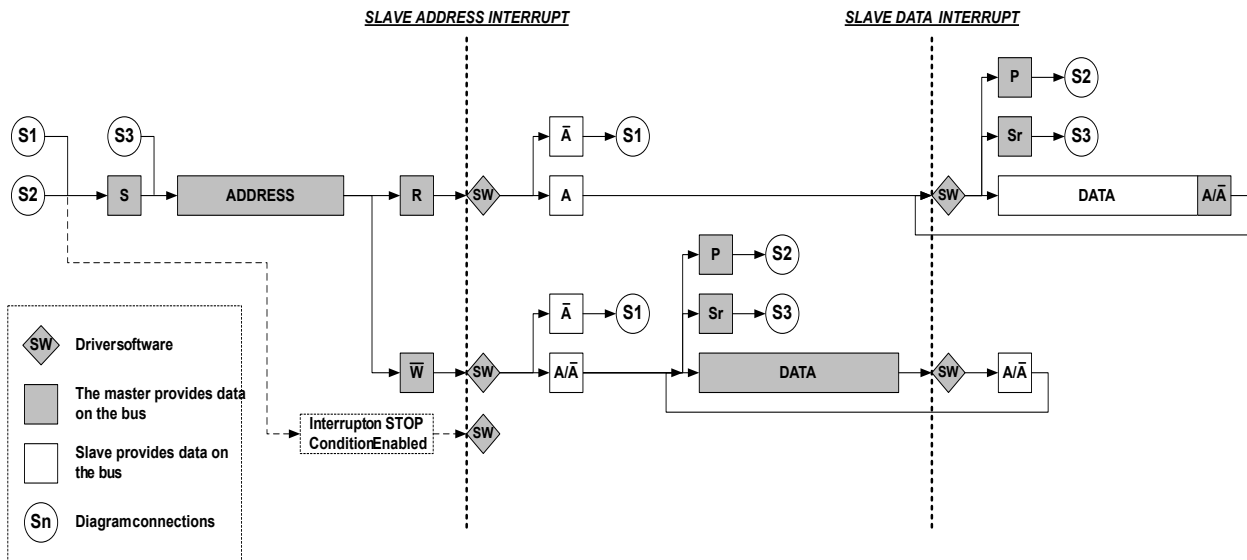 SLAVE ADDRESS INTERRUPT
SLAVE DATA INTERRUPT
P
S2
S1
S3
Ā
S1
Sr
S3
S2
S
ADDRESS
R
SW
A
SW
DATA
A/Ā
P
S2
Ā
S1
Sr
S3
W̅
SW
A/Ā
DATA
SW
A/Ā
Interrupton STOP
ConditionEnabled
SW
SW
Driversoftware
The master provides data
on the bus
Slave provides data on
the bus
Sn
Diagramconnections